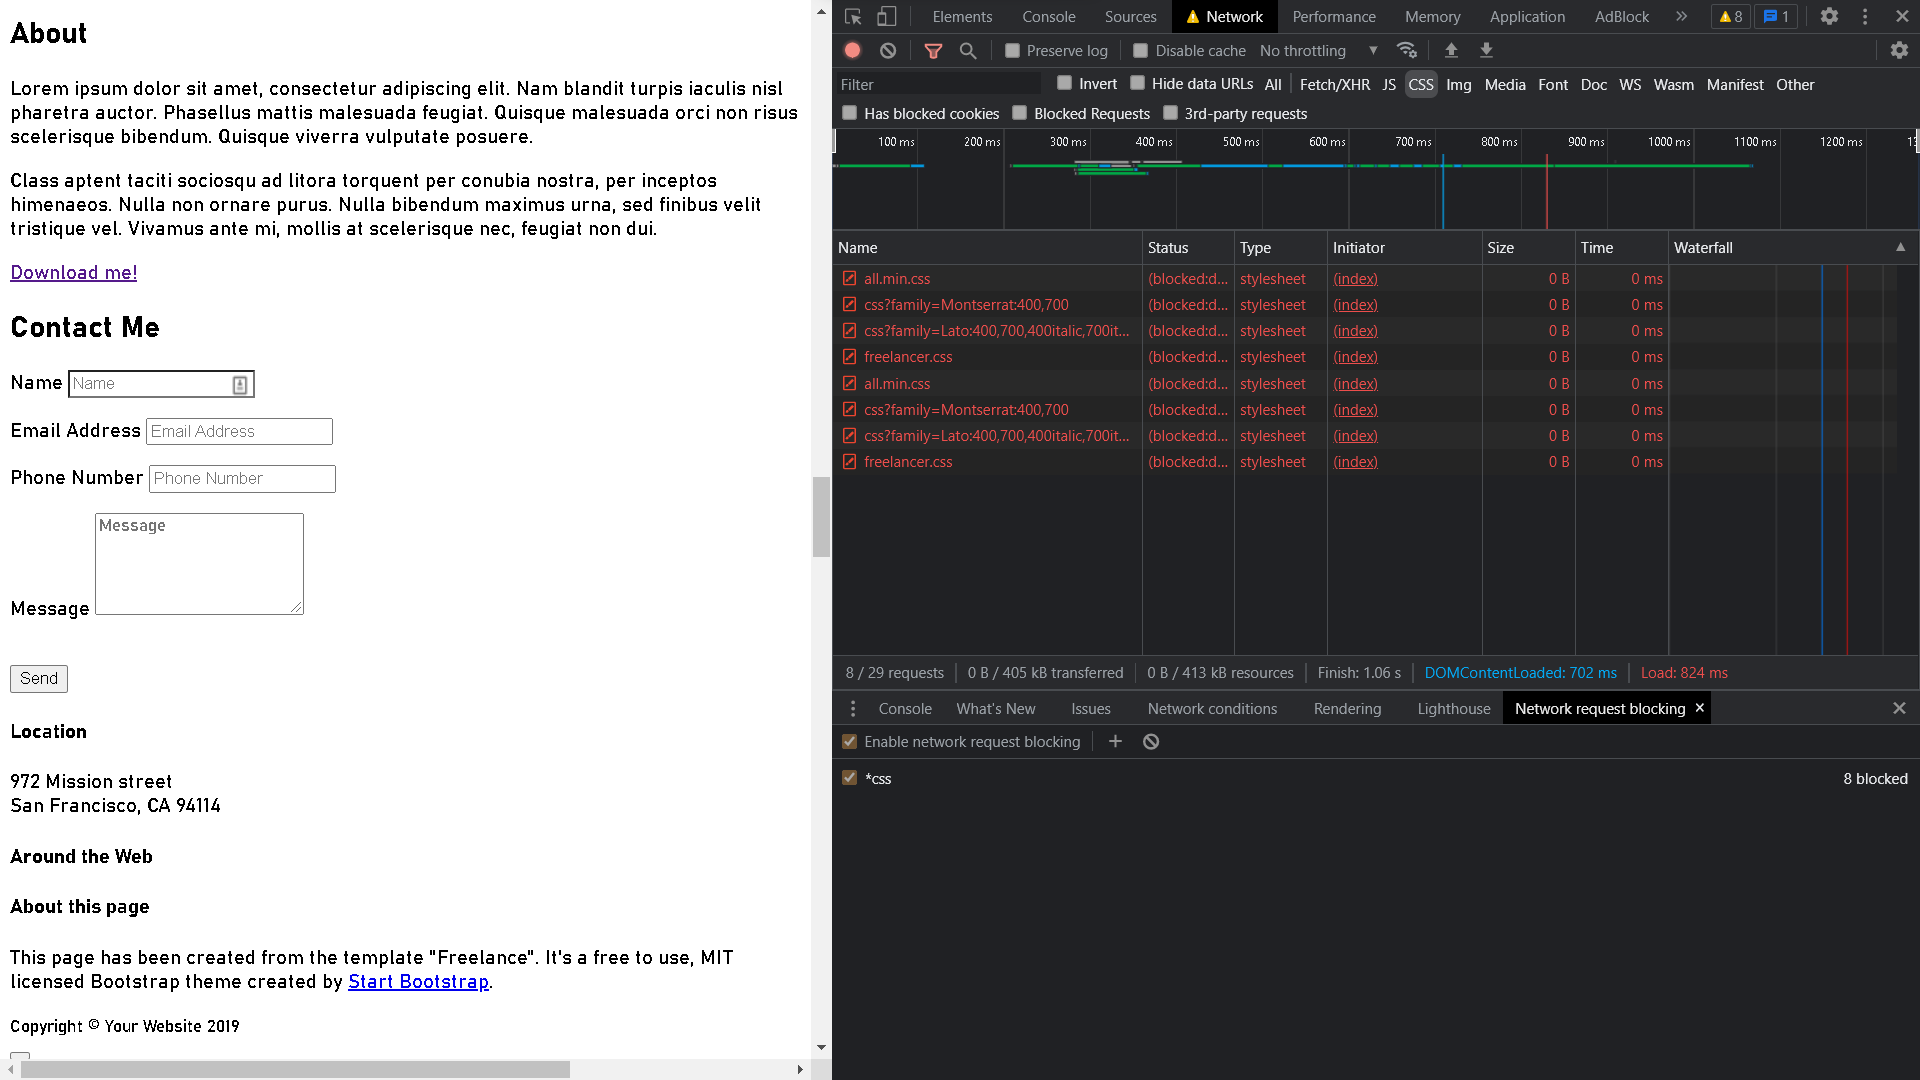 About
Lorem ipsum dolor sit amet, consectetur adipiscing elit. Nam blandit turpis iaculis nisl
pharetra auctor. Phasellus mattis malesuada feugiat. Quisque malesuada orci non risus
scelerisque bibendum. Quisque viverra vulputate posuere.
Class aptent taciti sociosqu ad litora torquent per conubia nostra, per inceptos
himenaeos. Nulla non ornare purus. Nulla bibendum maximus urna, sed finibus velit
tristique vel. Vivamus ante mi, mollis at scelerisque nec, feugiat non dui.
Download me!
Contact Me
Name Name
Email Address Email Address
Phone Number Phone Number
Message
Message
Send
Location
972 Mission street
San Francisco, CA 94114
Around the Web
About this page
This page has been created from the template "Freelance". It's a free to use, MIT
licensed Bootstrap theme created by Start Bootstrap.
Copyright © Your Website 2019
Elements Console Sources Network Performance Memory Application AdBlock » 8 1
Preserve log Disable cache No throttling
Filter Invert Hide data URLs All Fetch/XHR JS CSS Img Media Font Doc WS Wasm Manifest Other
Has blocked cookies Blocked Requests 3rd-party requests
100 ms 200 ms 300 ms 400 ms 500 ms 600 ms 700 ms 800 ms 900 ms 1000 ms 1100 ms 1200 ms 13
Name Status Type Initiator Size Time Waterfall
all.min.css (blocked:d... stylesheet (index) 0 B 0 ms
css?family=Montserrat:400,700 (blocked:d... stylesheet (index) 0 B 0 ms
css?family=Lato:400,700,400italic,700it... (blocked:d... stylesheet (index) 0 B 0 ms
freelancer.css (blocked:d... stylesheet (index) 0 B 0 ms
all.min.css (blocked:d... stylesheet (index) 0 B 0 ms
css?family=Montserrat:400,700 (blocked:d... stylesheet (index) 0 B 0 ms
css?family=Lato:400,700,400italic,700it... (blocked:d... stylesheet (index) 0 B 0 ms
freelancer.css (blocked:d... stylesheet (index) 0 B 0 ms
8 / 29 requests 0 B / 405 kB transferred 0 B / 413 kB resources Finish: 1.06 s DOMContentLoaded: 702 ms Load: 824 ms
Console What's New Issues Network conditions Rendering Lighthouse Network request blocking ×
Enable network request blocking
*css 8 blocked